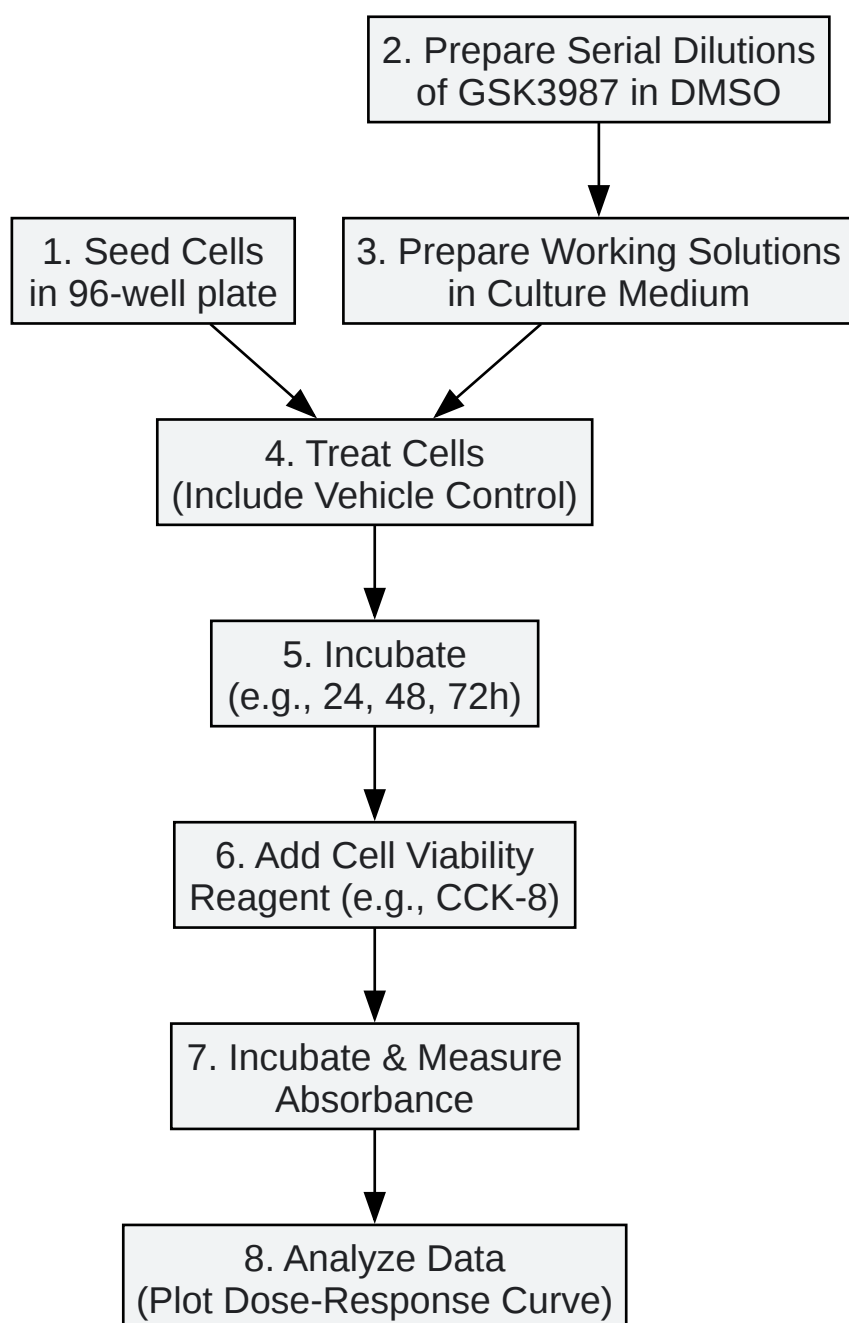 2. Prepare Serial Dilutions
of GSK3987 in DMSO
1. Seed Cells
in 96-well plate
3. Prepare Working Solutions
in Culture Medium
4. Treat Cells
(Include Vehicle Control)
5. Incubate
(e.g., 24, 48, 72h)
6. Add Cell Viability
Reagent (e.g., CCK-8)
7. Incubate & Measure
Absorbance
8. Analyze Data
(Plot Dose-Response Curve)